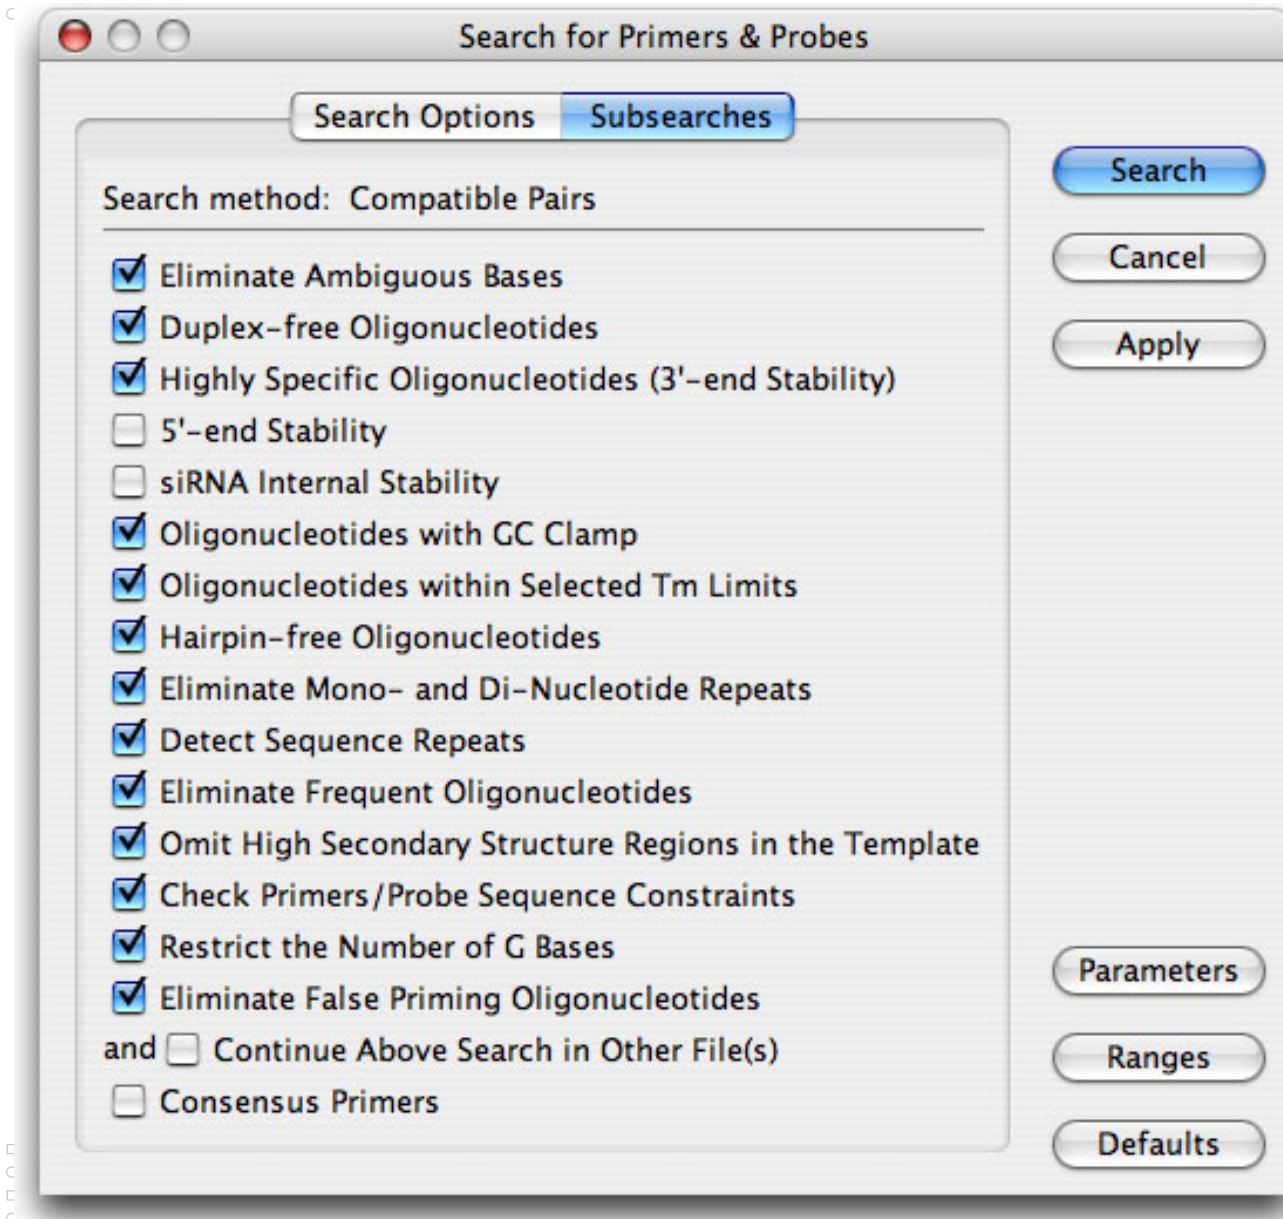 Search for Primers & Probes
Search Options Subsearches
Search
Search method: Compatible Pairs
Cancel
Eliminate Ambiguous Bases
Duplex-free Oligonucleotides
Apply
Highly Specific Oligonucleotides (3'-end Stability)
5'-end Stability
siRNA Internal Stability
Oligonucleotides with GC Clamp
Oligonucleotides within Selected Tm Limits
Hairpin-free Oligonucleotides
Eliminate Mono- and Di-Nucleotide Repeats
Detect Sequence Repeats
Eliminate Frequent Oligonucleotides
Omit High Secondary Structure Regions in the Template
Check Primers/Probe Sequence Constraints
Restrict the Number of G Bases
Parameters
Eliminate False Priming Oligonucleotides
and Continue Above Search in Other File(s)
Ranges
Consensus Primers
Defaults